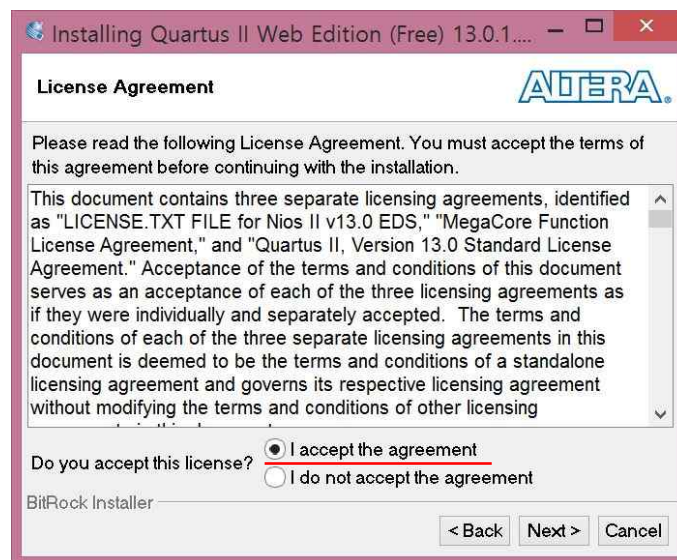 Installing Quartus II Web Edition (Free) 13.0.1....
License Agreement
ALTERA
Please read the following License Agreement. You must accept the terms of
this agreement before continuing with the installation.
This document contains three separate licensing agreements, identified
as "LICENSE.TXT FILE for Nios II v13.0 EDS," "MegaCore Function
License Agreement," and "Quartus II, Version 13.0 Standard License
Agreement." Acceptance of the terms and conditions of this document
serves as an acceptance of each of the three licensing agreements as
if they were individually and separately accepted.  The terms and
conditions of each of the three separate licensing agreements in this
document is deemed to be the terms and conditions of a standalone
licensing agreement and governs its respective licensing agreement
without modifying the terms and conditions of other licensing
Do you accept this license?
I accept the agreement
I do not accept the agreement
BitRock Installer
< Back Next > Cancel